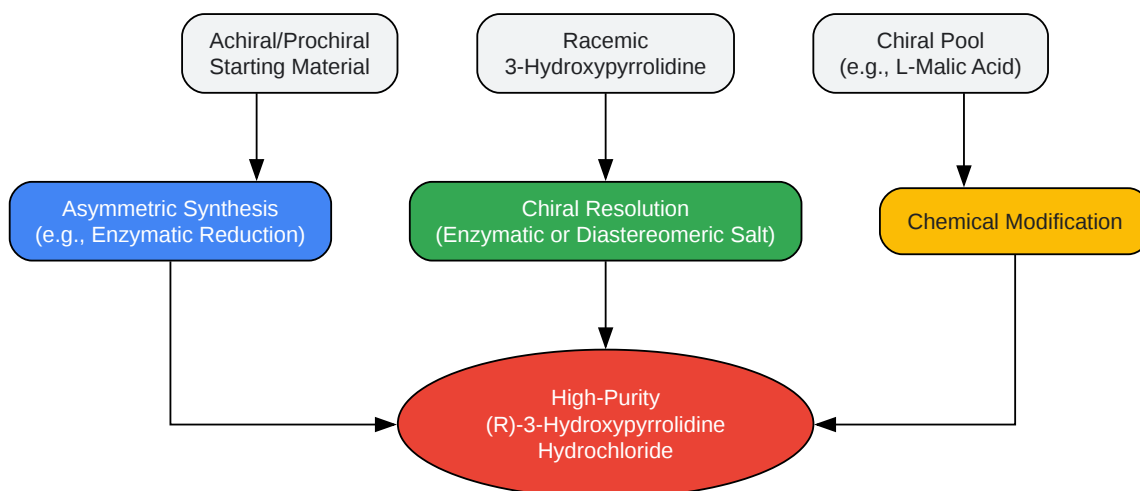 Achiral/Prochiral
Starting Material
Racemic
3-Hydroxypyrrolidine
Chiral Pool
(e.g., L-Malic Acid)
Asymmetric Synthesis
(e.g., Enzymatic Reduction)
Chiral Resolution
(Enzymatic or Diastereomeric Salt)
Chemical Modification
High-Purity
(R)-3-Hydroxypyrrolidine
Hydrochloride